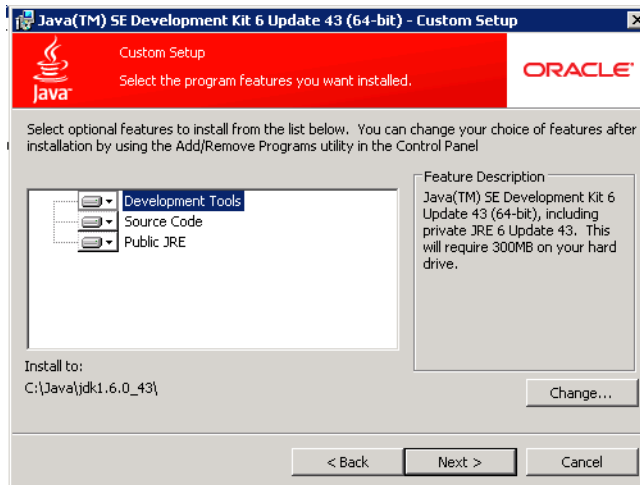 Java(TM) SE Development Kit 6 Update 43 (64-bit) - Custom Setup
Custom Setup
Select the program features you want installed.
Java
ORACLE
Select optional features to install from the list below. You can change your choice of features after
installation by using the Add/Remove Programs utility in the Control Panel
Development Tools
Source Code
Public JRE
Feature Description
Java(TM) SE Development Kit 6
Update 43 (64-bit), including
private JRE 6 Update 43. This
will require 300MB on your hard
drive.
Install to:
C:\Java\jdk1.6.0_43\
Change...
< Back
Next >
Cancel